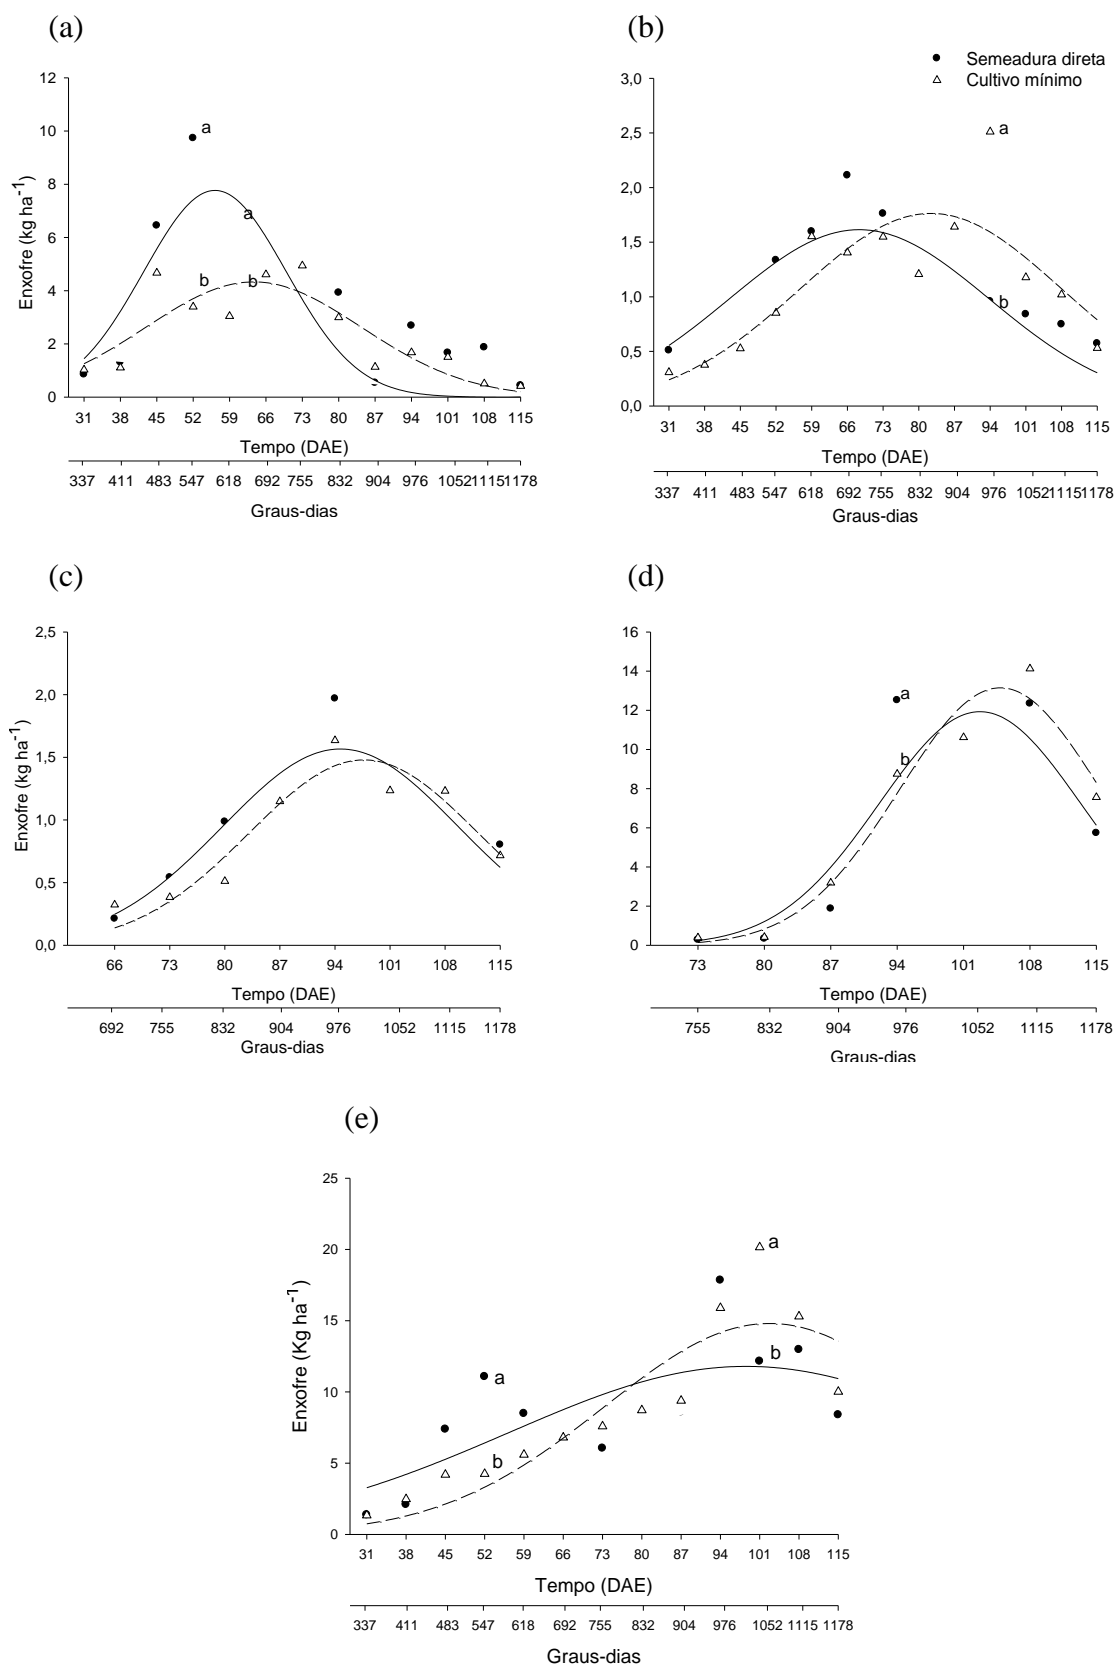 (a)
12
10
8
6
4
2
0
Enxofre (kg ha-1)
a
a
b
b
31 38 45 52 59 66 73 80 87 94 101 108 115
Tempo (DAE)
337 411 483 547 618 692 755 832 904 976 1052 1115 1178
Graus-dias
(b)
Semeadura direta
Cultivo mínimo
3,0
2,5
2,0
1,5
1,0
0,5
0,0
a
b
31 38 45 52 59 66 73 80 87 94 101 108 115
Tempo (DAE)
337 411 483 547 618 692 755 832 904 976 1052 1115 1178
Graus-dias
(c)
2,5
2,0
1,5
1,0
0,5
0,0
Enxofre (kg ha-1)
66 73 80 87 94 101 108 115
Tempo (DAE)
692 755 832 904 976 1052 1115 1178
Graus-dias
(d)
16
14
12
10
8
6
4
2
0
a
b
73 80 87 94 101 108 115
Tempo (DAE)
755 832 904 976 1052 1115 1178
Graus-dias
(e)
25
20
15
10
5
0
Enxofre (Kg ha-1)
a
a
b
b
31 38 45 52 59 66 73 80 87 94 101 108 115
Tempo (DAE)
337 411 483 547 618 692 755 832 904 976 1052 1115 1178
Graus-dias